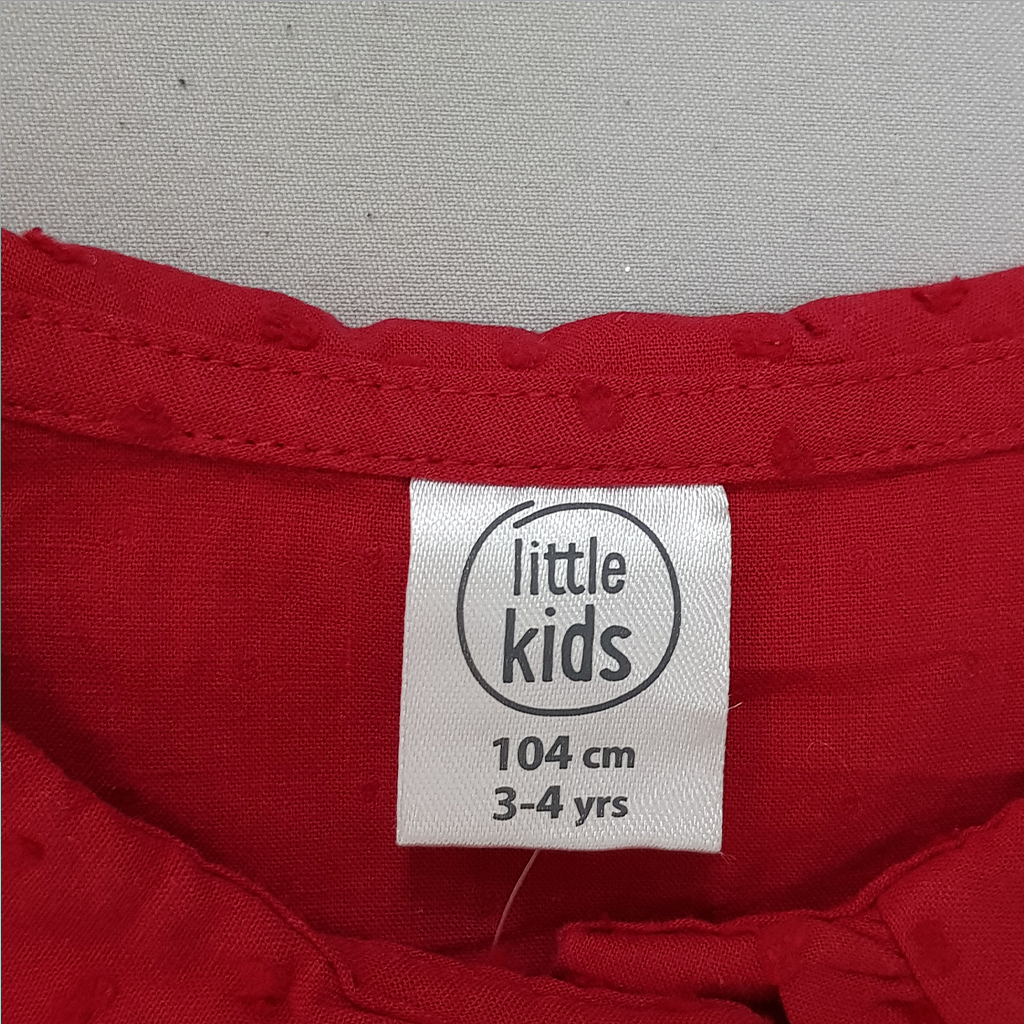 little
kids
104 cm
3-4 yrs